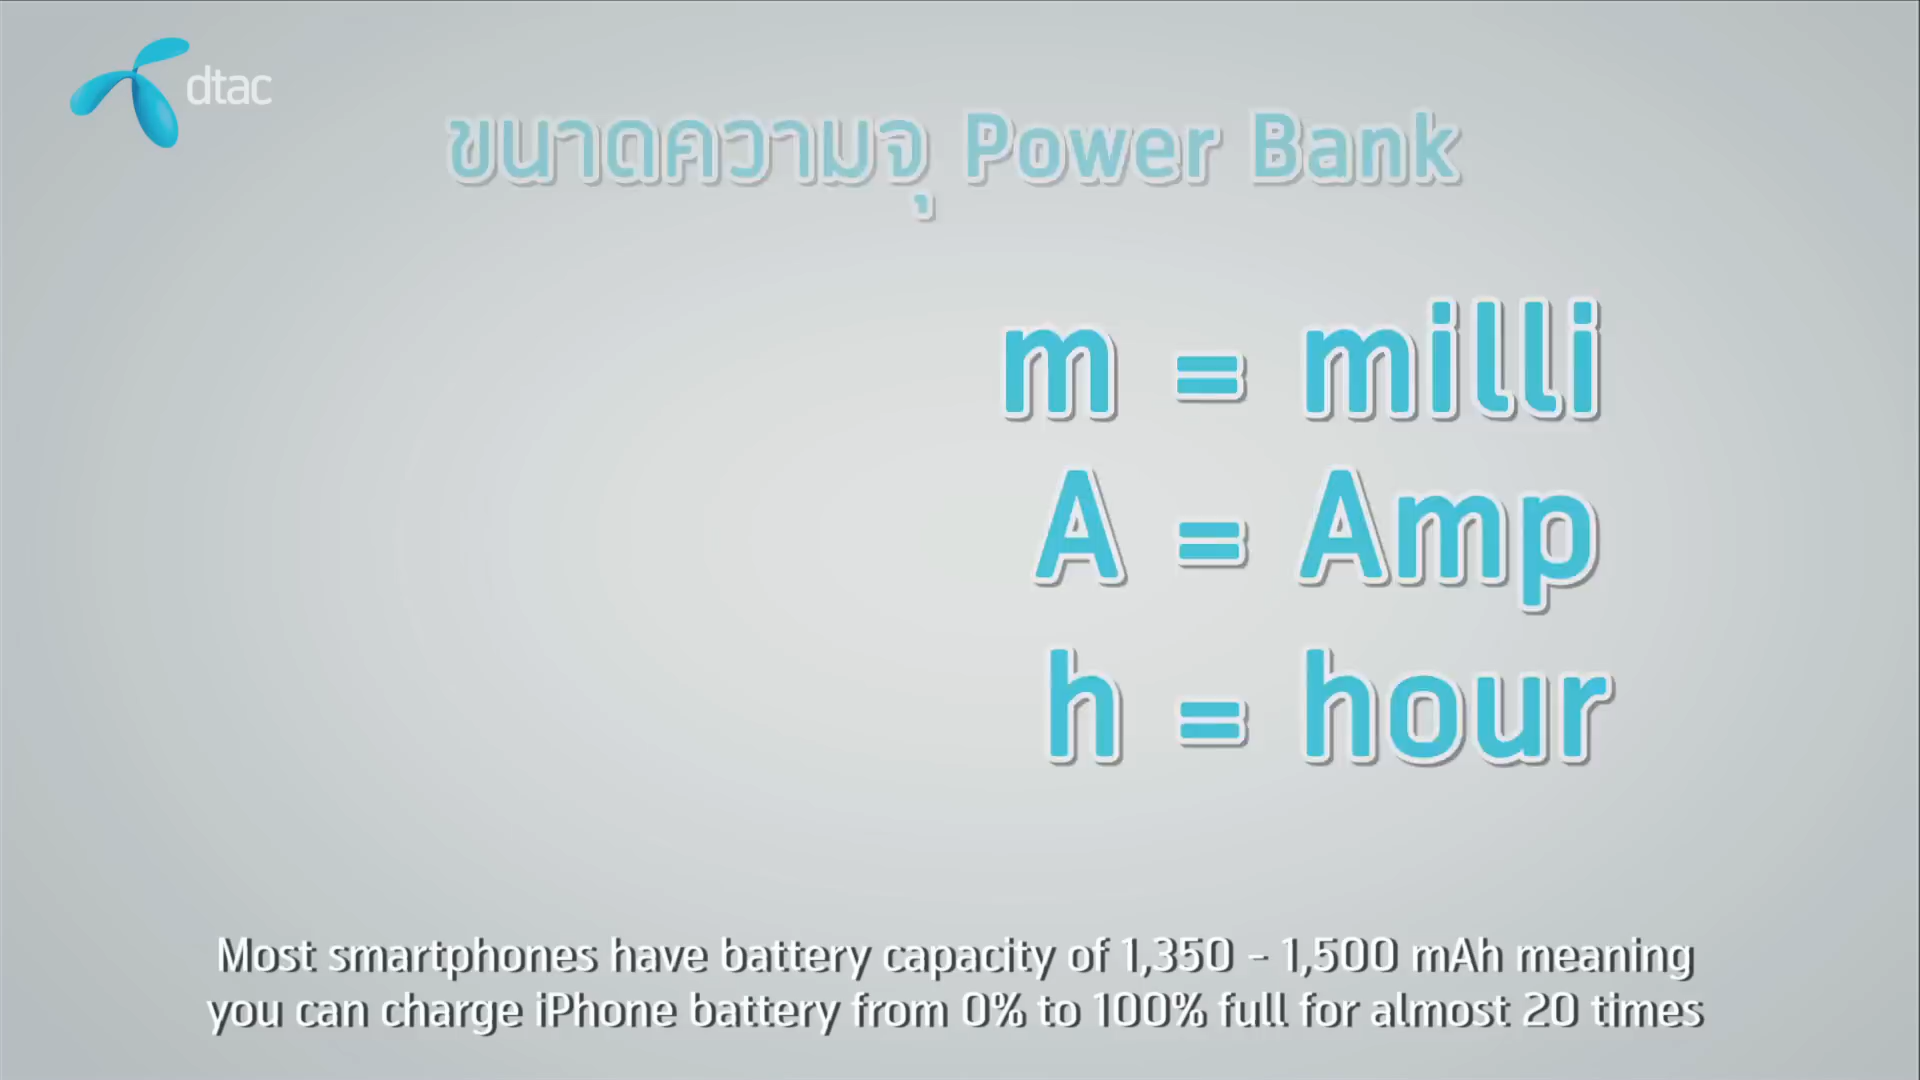 dtac
ขนาดความจุ Power Bank
m = milli
A = Amp
h = hour
Most smartphones have battery capacity of 1,350 - 1,500 mAh meaning
you can charge iPhone battery from 0% to 100% full for almost 20 times